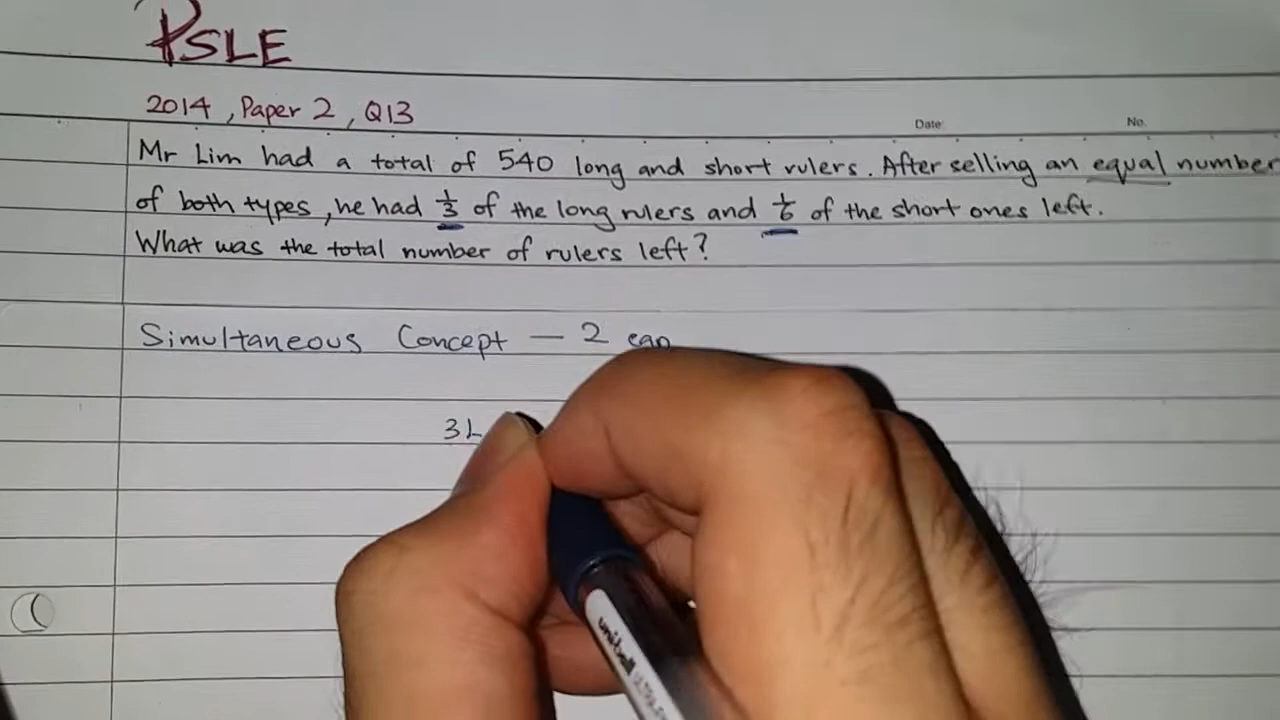 PSLE
2014, Paper 2, Q13
Date: No.
Mr Lim had a total of 540 long and short rulers. After selling an equal number
of both types, he had 1/3 of the long rulers and 1/6 of the short ones left.
What was the total number of rulers left?
Simultaneous Concept — 2 eqn
3L
uniball